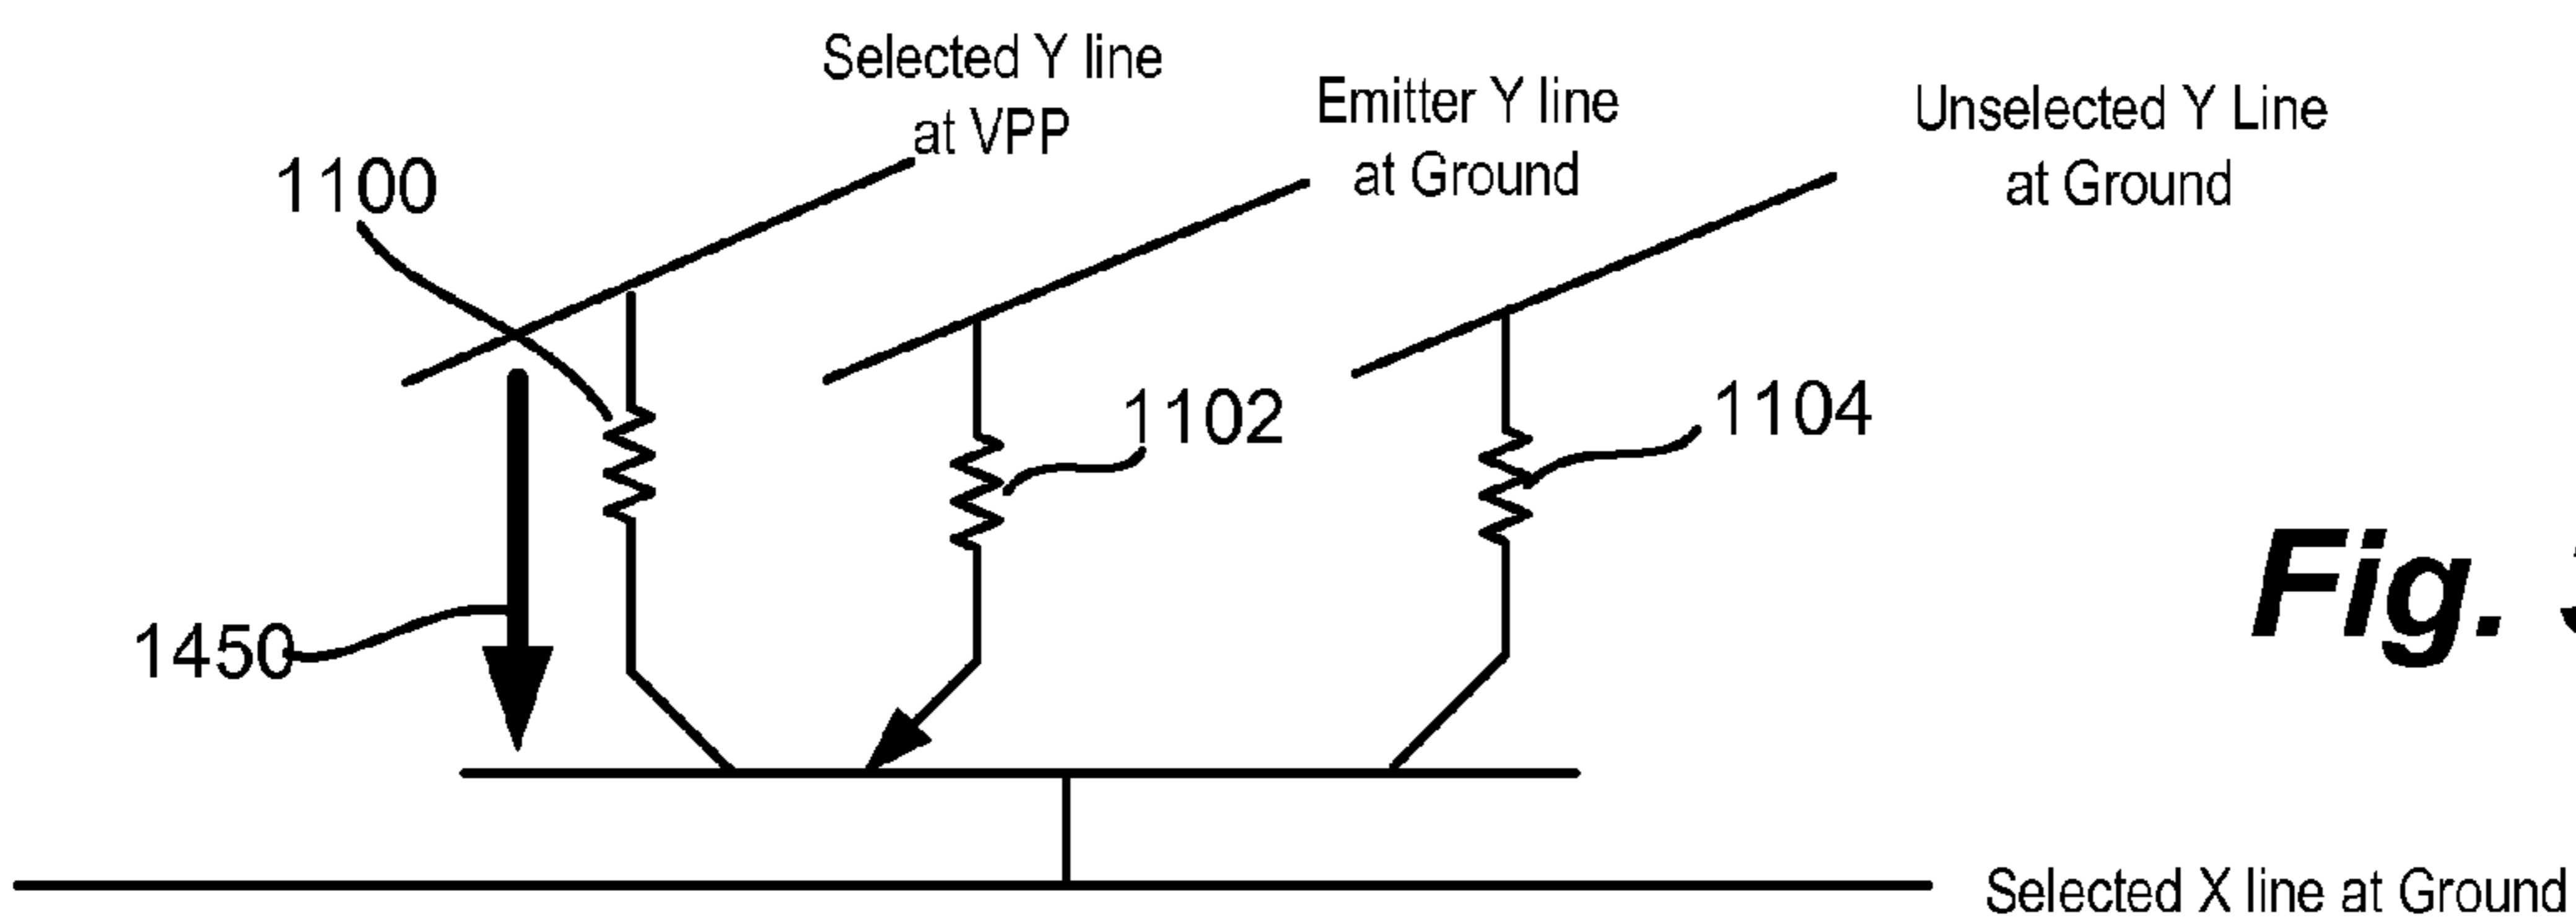 Selected Y line
at VPP
Emitter Y line
at Ground
Unselected Y Line
at Ground
1100
1102
1104
1450
Fig.
Selected X line at Ground